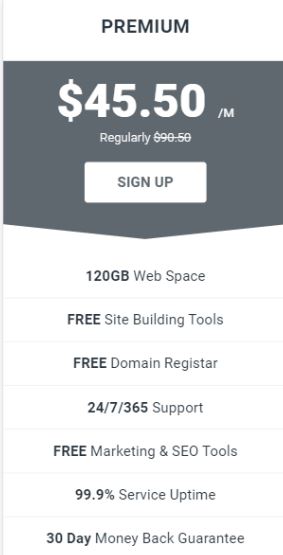 PREMIUM
$45.50 /M
Regularly $90.50
SIGN UP
120GB Web Space
FREE Site Building Tools
FREE Domain Registar
24/7/365 Support
FREE Marketing & SEO Tools
99.9% Service Uptime
30 Day Money Back Guarantee